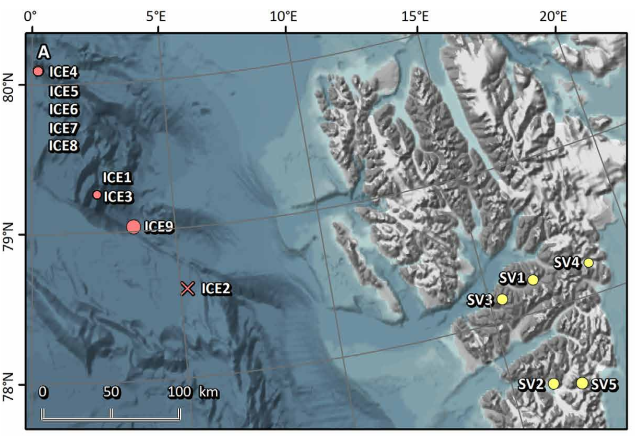 0° 5°E 10°E 15°E 20°E
A
ICE4
80°N
ICE5
ICE6
ICE7
ICE8
ICE1
ICE3
79°N
ICE9
SV4
SV1
ICE2
SV3
78°N
SV2 SV5
0 50 100 km